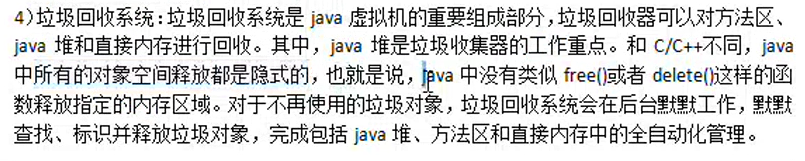 4）垃圾回收系统：垃圾回收系统是 java 虚拟机的重要组成部分，垃圾回收器可以对方法区、
java 堆和直接内存进行回收。其中，java 堆是垃圾收集器的工作重点。和 C/C++不同，java
中所有的对象空间释放都是隐式的，也就是说，java 中没有类似 free()或者 delete()这样的函
数释放指定的内存区域。对于不再使用的垃圾对象，垃圾回收系统会在后台默默工作，默默
查找、标识并释放垃圾对象，完成包括 java 堆、方法区和直接内存中的全自动化管理。